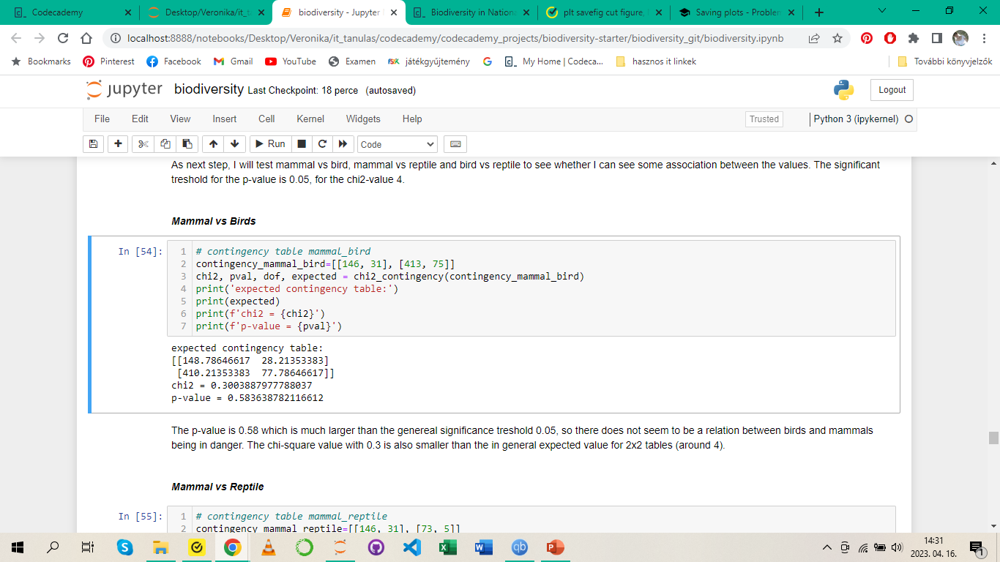 Codecademy
Desktop/Veronika/it_t
biodiversity - Jupyter
Biodiversity in Nationa
plt savefig cut figure,
Saving plots - Problem
localhost:8888/notebooks/Desktop/Veronika/it_tanulas/codecademy/codecademy_projects/biodiversity-starter/biodiversity_git/biodiversity.ipynb
Bookmarks
Pinterest
Facebook
Gmail
YouTube
Examen
játékgyűjtemény
My Home | Codeca...
hasznos it linkek
További könyvjelzők
jupyter
biodiversity Last Checkpoint: 18 perce (autosaved)
Logout
File Edit View Insert Cell Kernel Widgets Help
Trusted
Python 3 (ipykernel)
Run
Code
As next step, I will test mammal vs bird, mammal vs reptile and bird vs reptile to see whether I can see some association between the values. The significant
treshold for the p-value is 0.05, for the chi2-value 4.
Mammal vs Birds
In [54]:
1 # contingency table mammal_bird
2 contingency_mammal_bird=[[146, 31], [413, 75]]
3 chi2, pval, dof, expected = chi2_contingency(contingency_mammal_bird)
4 print('expected contingency table:')
5 print(expected)
6 print(f'chi2 = {chi2}')
7 print(f'p-value = {pval}')
expected contingency table:
[[148.78646617  28.21353383]
 [410.21353383  77.78646617]]
chi2 = 0.3003887977788037
p-value = 0.583638782116612
The p-value is 0.58 which is much larger than the genereal significance treshold 0.05, so there does not seem to be a relation between birds and mammals
being in danger. The chi-square value with 0.3 is also smaller than the in general expected value for 2x2 tables (around 4).
Mammal vs Reptile
In [55]:
1 # contingency table mammal_reptile
2 contingency_mammal_reptile=[[146, 31], [73, 5]]
14:31
2023. 04. 16.
1